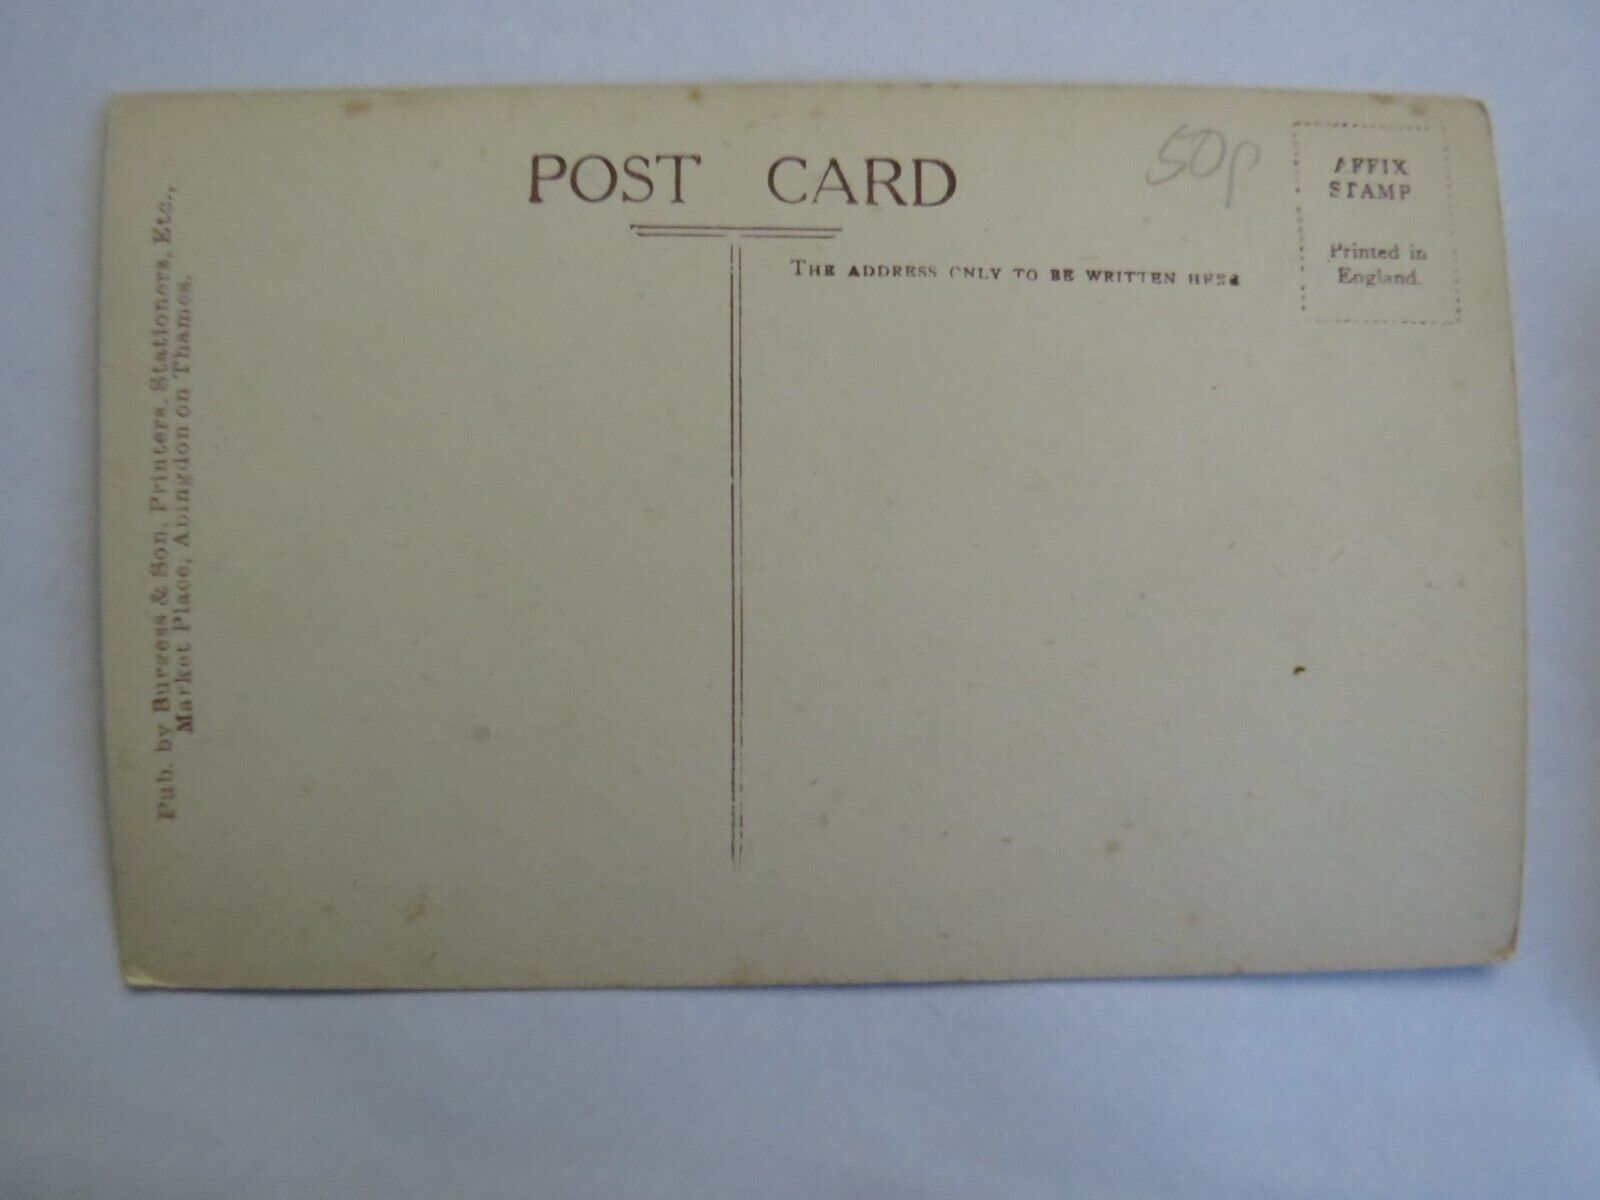 POST CARD
50p
AFFIX
STAMP
Printed in
England.
THE ADDRESS ONLY TO BE WRITTEN HERE
Pub. by Burgess & Son, Printers, Stationers, Etc.,
Market Place, Abingdon on Thames.